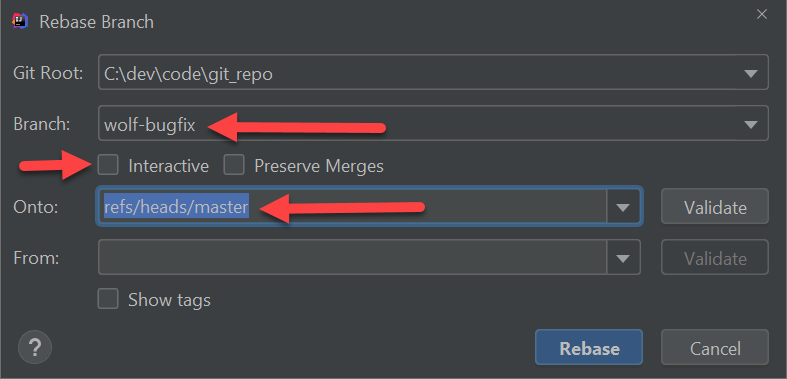 Rebase Branch
Git Root: C:\dev\code\git_repo
Branch: wolf-bugfix
Interactive Preserve Merges
Onto: refs/heads/master Validate
From: Validate
Show tags
? Rebase Cancel